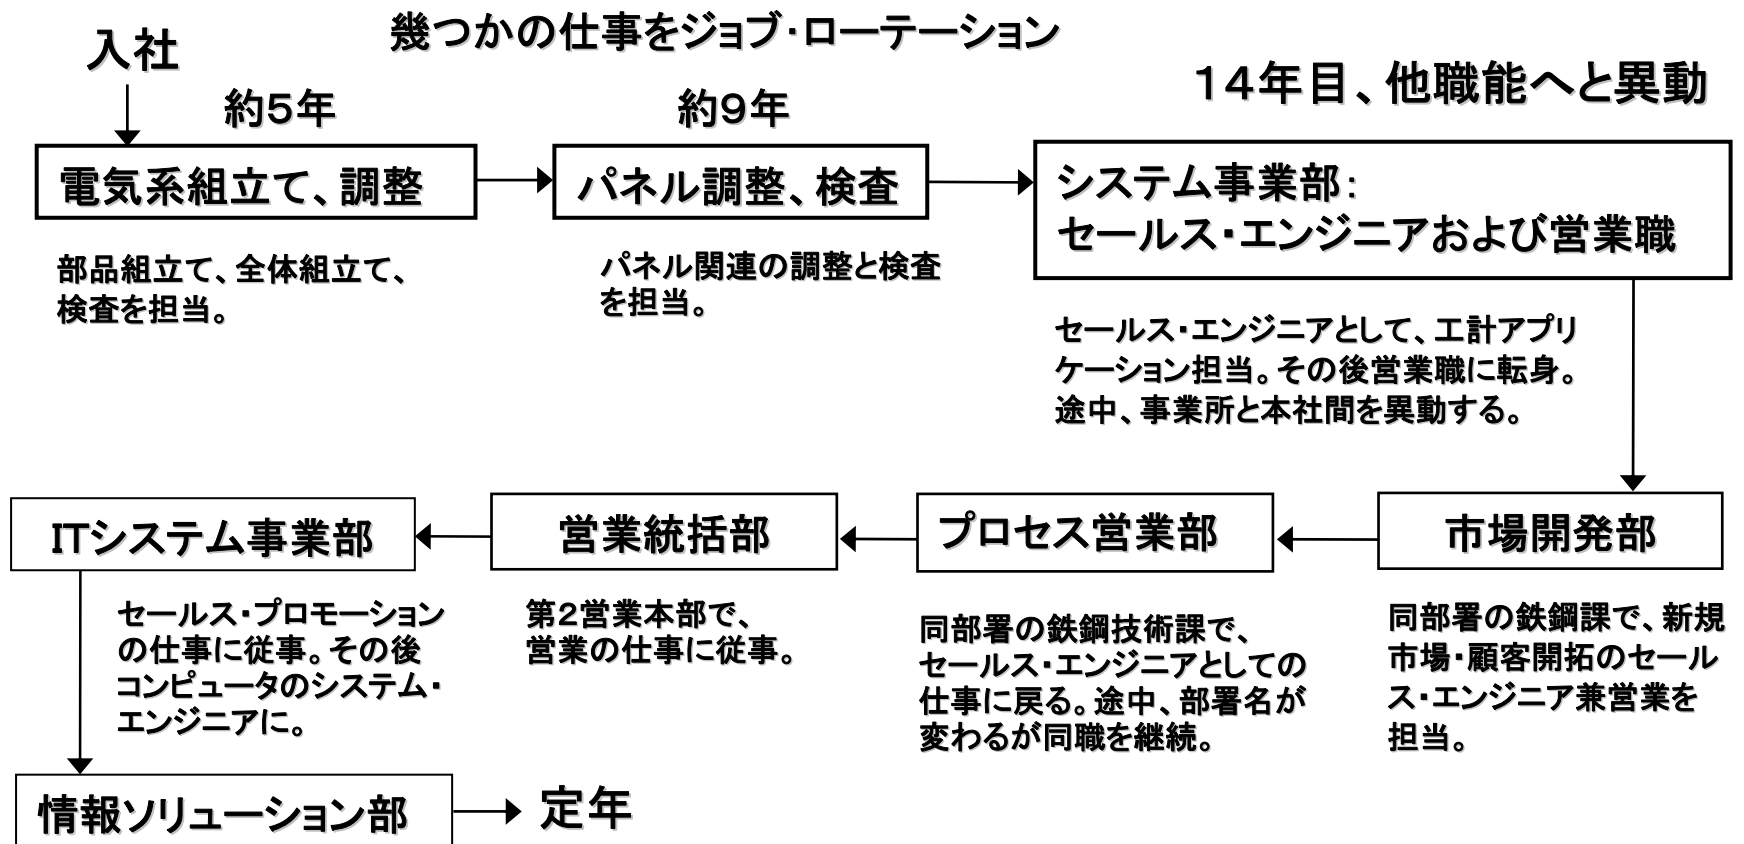 幾つかの仕事をジョブ・ローテーション
入社
約5年
約９年
１４年目、他職能へと異動
電気系組立て、調整
部品組立て、全体組立て、
検査を担当。
パネル調整、検査
パネル関連の調整と検査
を担当。
システム事業部：
セールス・エンジニアおよび営業職
セールス・エンジニアとして、工計アプリ
ケーション担当。その後営業職に転身。
途中、事業所と本社間を異動する。
市場開発部
同部署の鉄鋼課で、新規
市場・顧客開拓のセール
ス・エンジニア兼営業を
担当。
プロセス営業部
同部署の鉄鋼技術課で、
セールス・エンジニアとしての
仕事に戻る。途中、部署名が
変わるが同職を継続。
営業統括部
第２営業本部で、
営業の仕事に従事。
ITシステム事業部
セールス・プロモーション
の仕事に従事。その後
コンピュータのシステム・
エンジニアに。
情報ソリューション部
定年